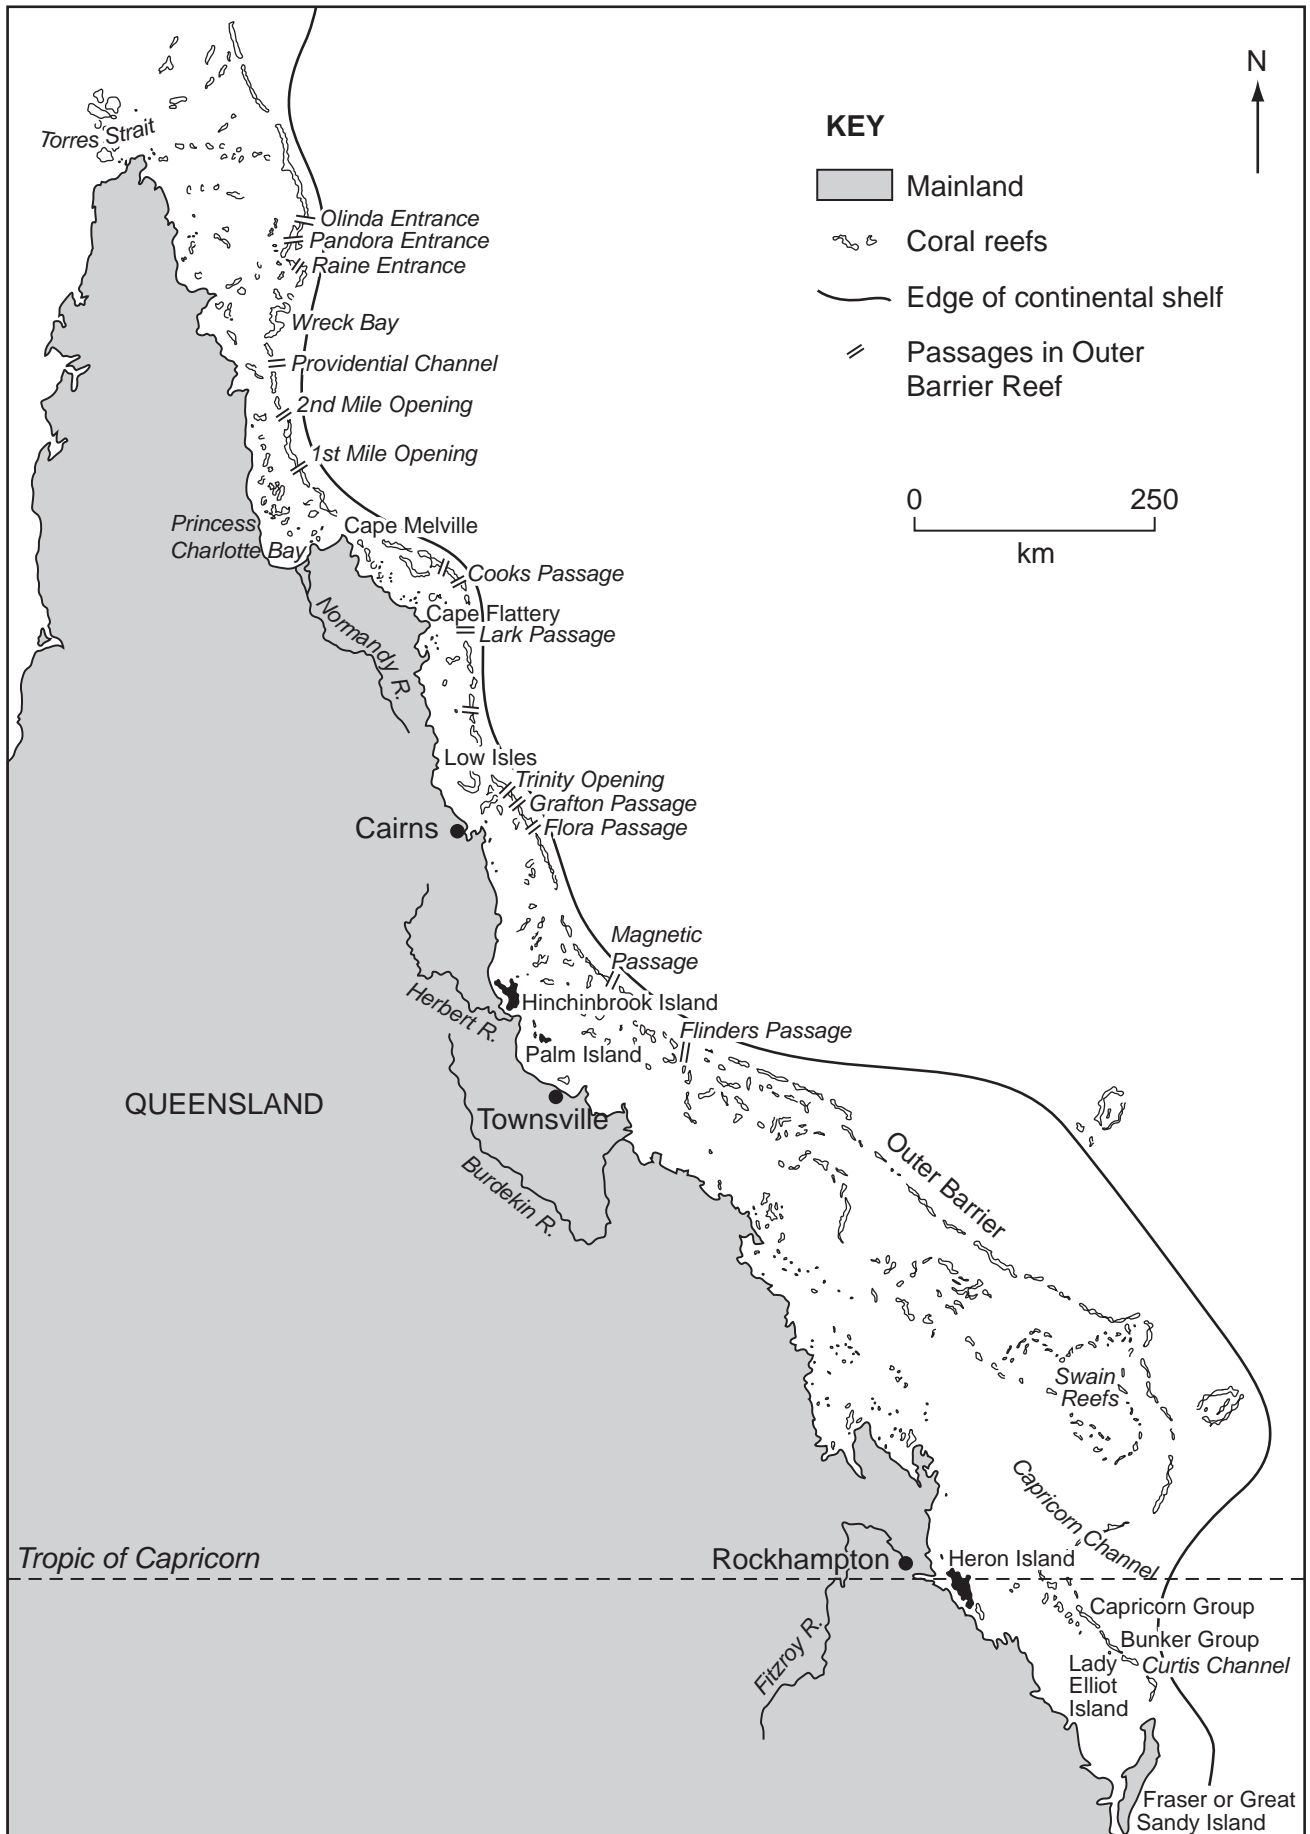 N
KEY
Mainland
Coral reefs
Edge of continental shelf
Passages in Outer
Barrier Reef
0 250
km
Torres Strait
Olinda Entrance
Pandora Entrance
Raine Entrance
Wreck Bay
Providential Channel
2nd Mile Opening
1st Mile Opening
Princess
Charlotte Bay
Cape Melville
Cooks Passage
Normandy R.
Cape Flattery
Lark Passage
Low Isles
Trinity Opening
Grafton Passage
Flora Passage
Cairns
Magnetic
Passage
Herbert R.
Hinchinbrook Island
Flinders Passage
Palm Island
QUEENSLAND
Townsville
Burdekin R.
Outer Barrier
Swain
Reefs
Capricorn Channel
Tropic of Capricorn
Rockhampton
Heron Island
Capricorn Group
Bunker Group
Curtis Channel
Lady
Elliot
Island
Fitzroy R.
Fraser or Great
Sandy Island